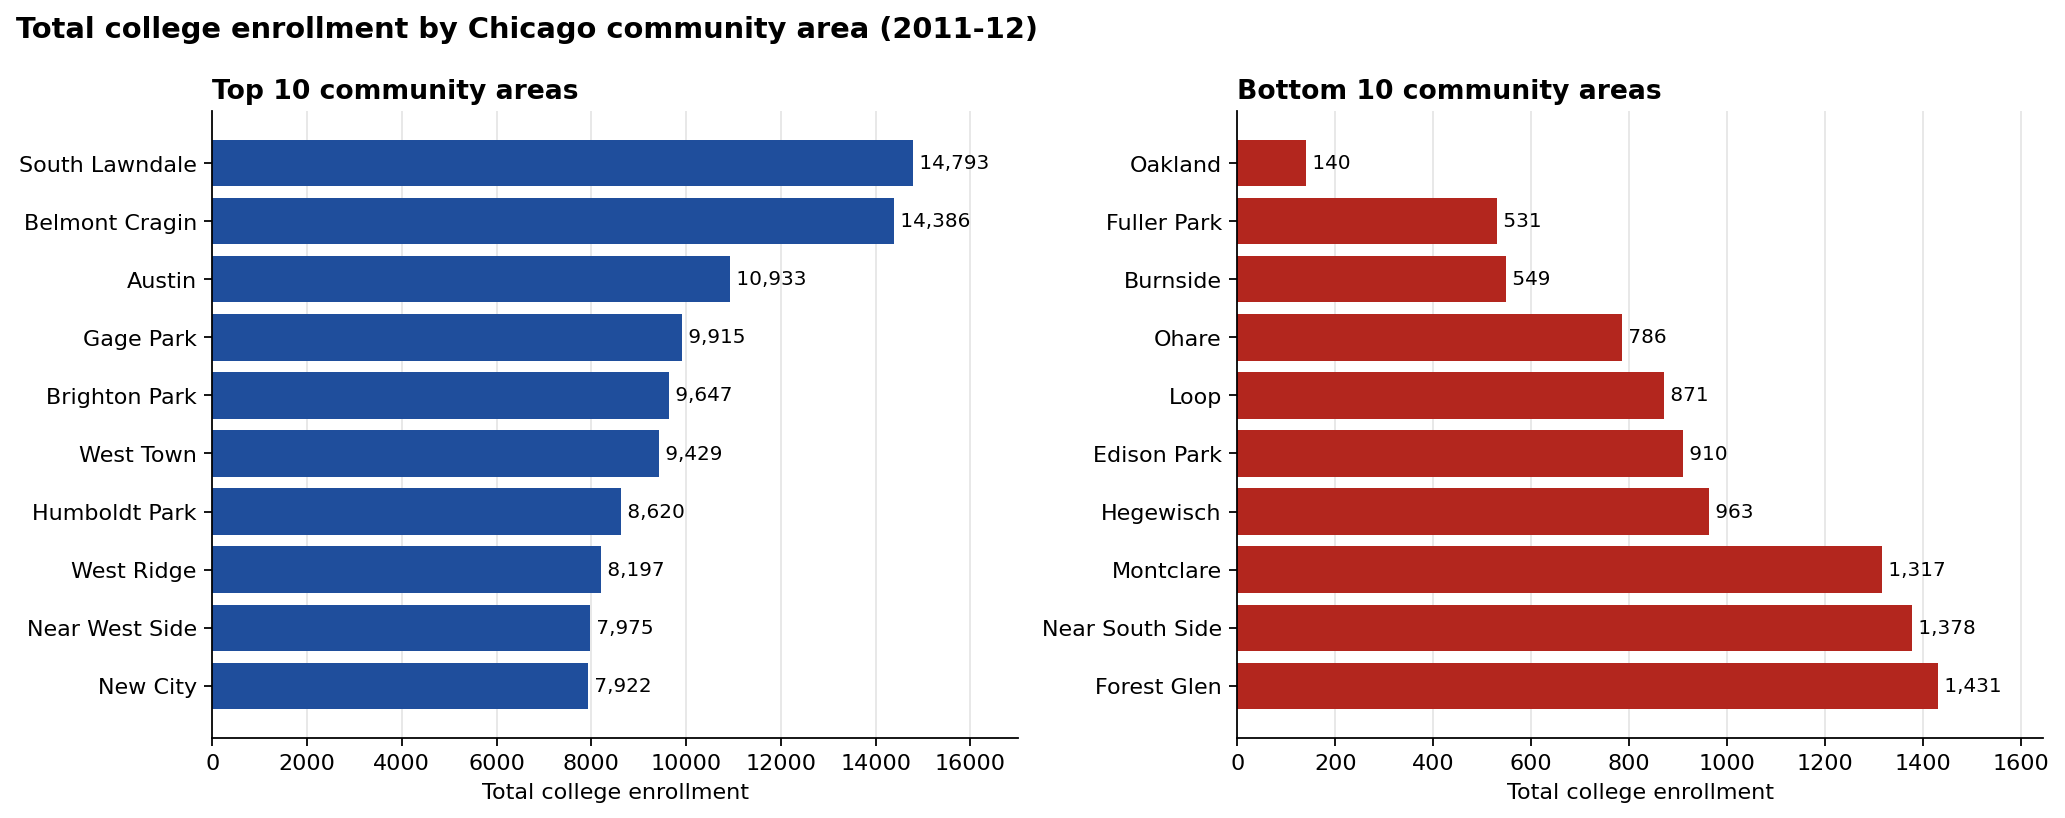 Total college enrollment by Chicago community area (2011-12)
Top 10 community areas
South Lawndale 14,793
Belmont Cragin 14,386
Austin 10,933
Gage Park 9,915
Brighton Park 9,647
West Town 9,429
Humboldt Park 8,620
West Ridge 8,197
Near West Side 7,975
New City 7,922
0 2000 4000 6000 8000 10000 12000 14000 16000
Total college enrollment
Bottom 10 community areas
Oakland 140
Fuller Park 531
Burnside 549
Ohare 786
Loop 871
Edison Park 910
Hegewisch 963
Montclare 1,317
Near South Side 1,378
Forest Glen 1,431
0 200 400 600 800 1000 1200 1400 1600
Total college enrollment